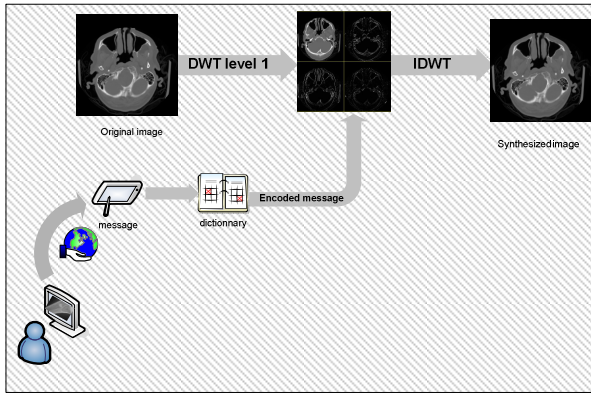 DWT level 1
IDWT
Original image
Synthesizedimage
message
dictionnary
Encoded message